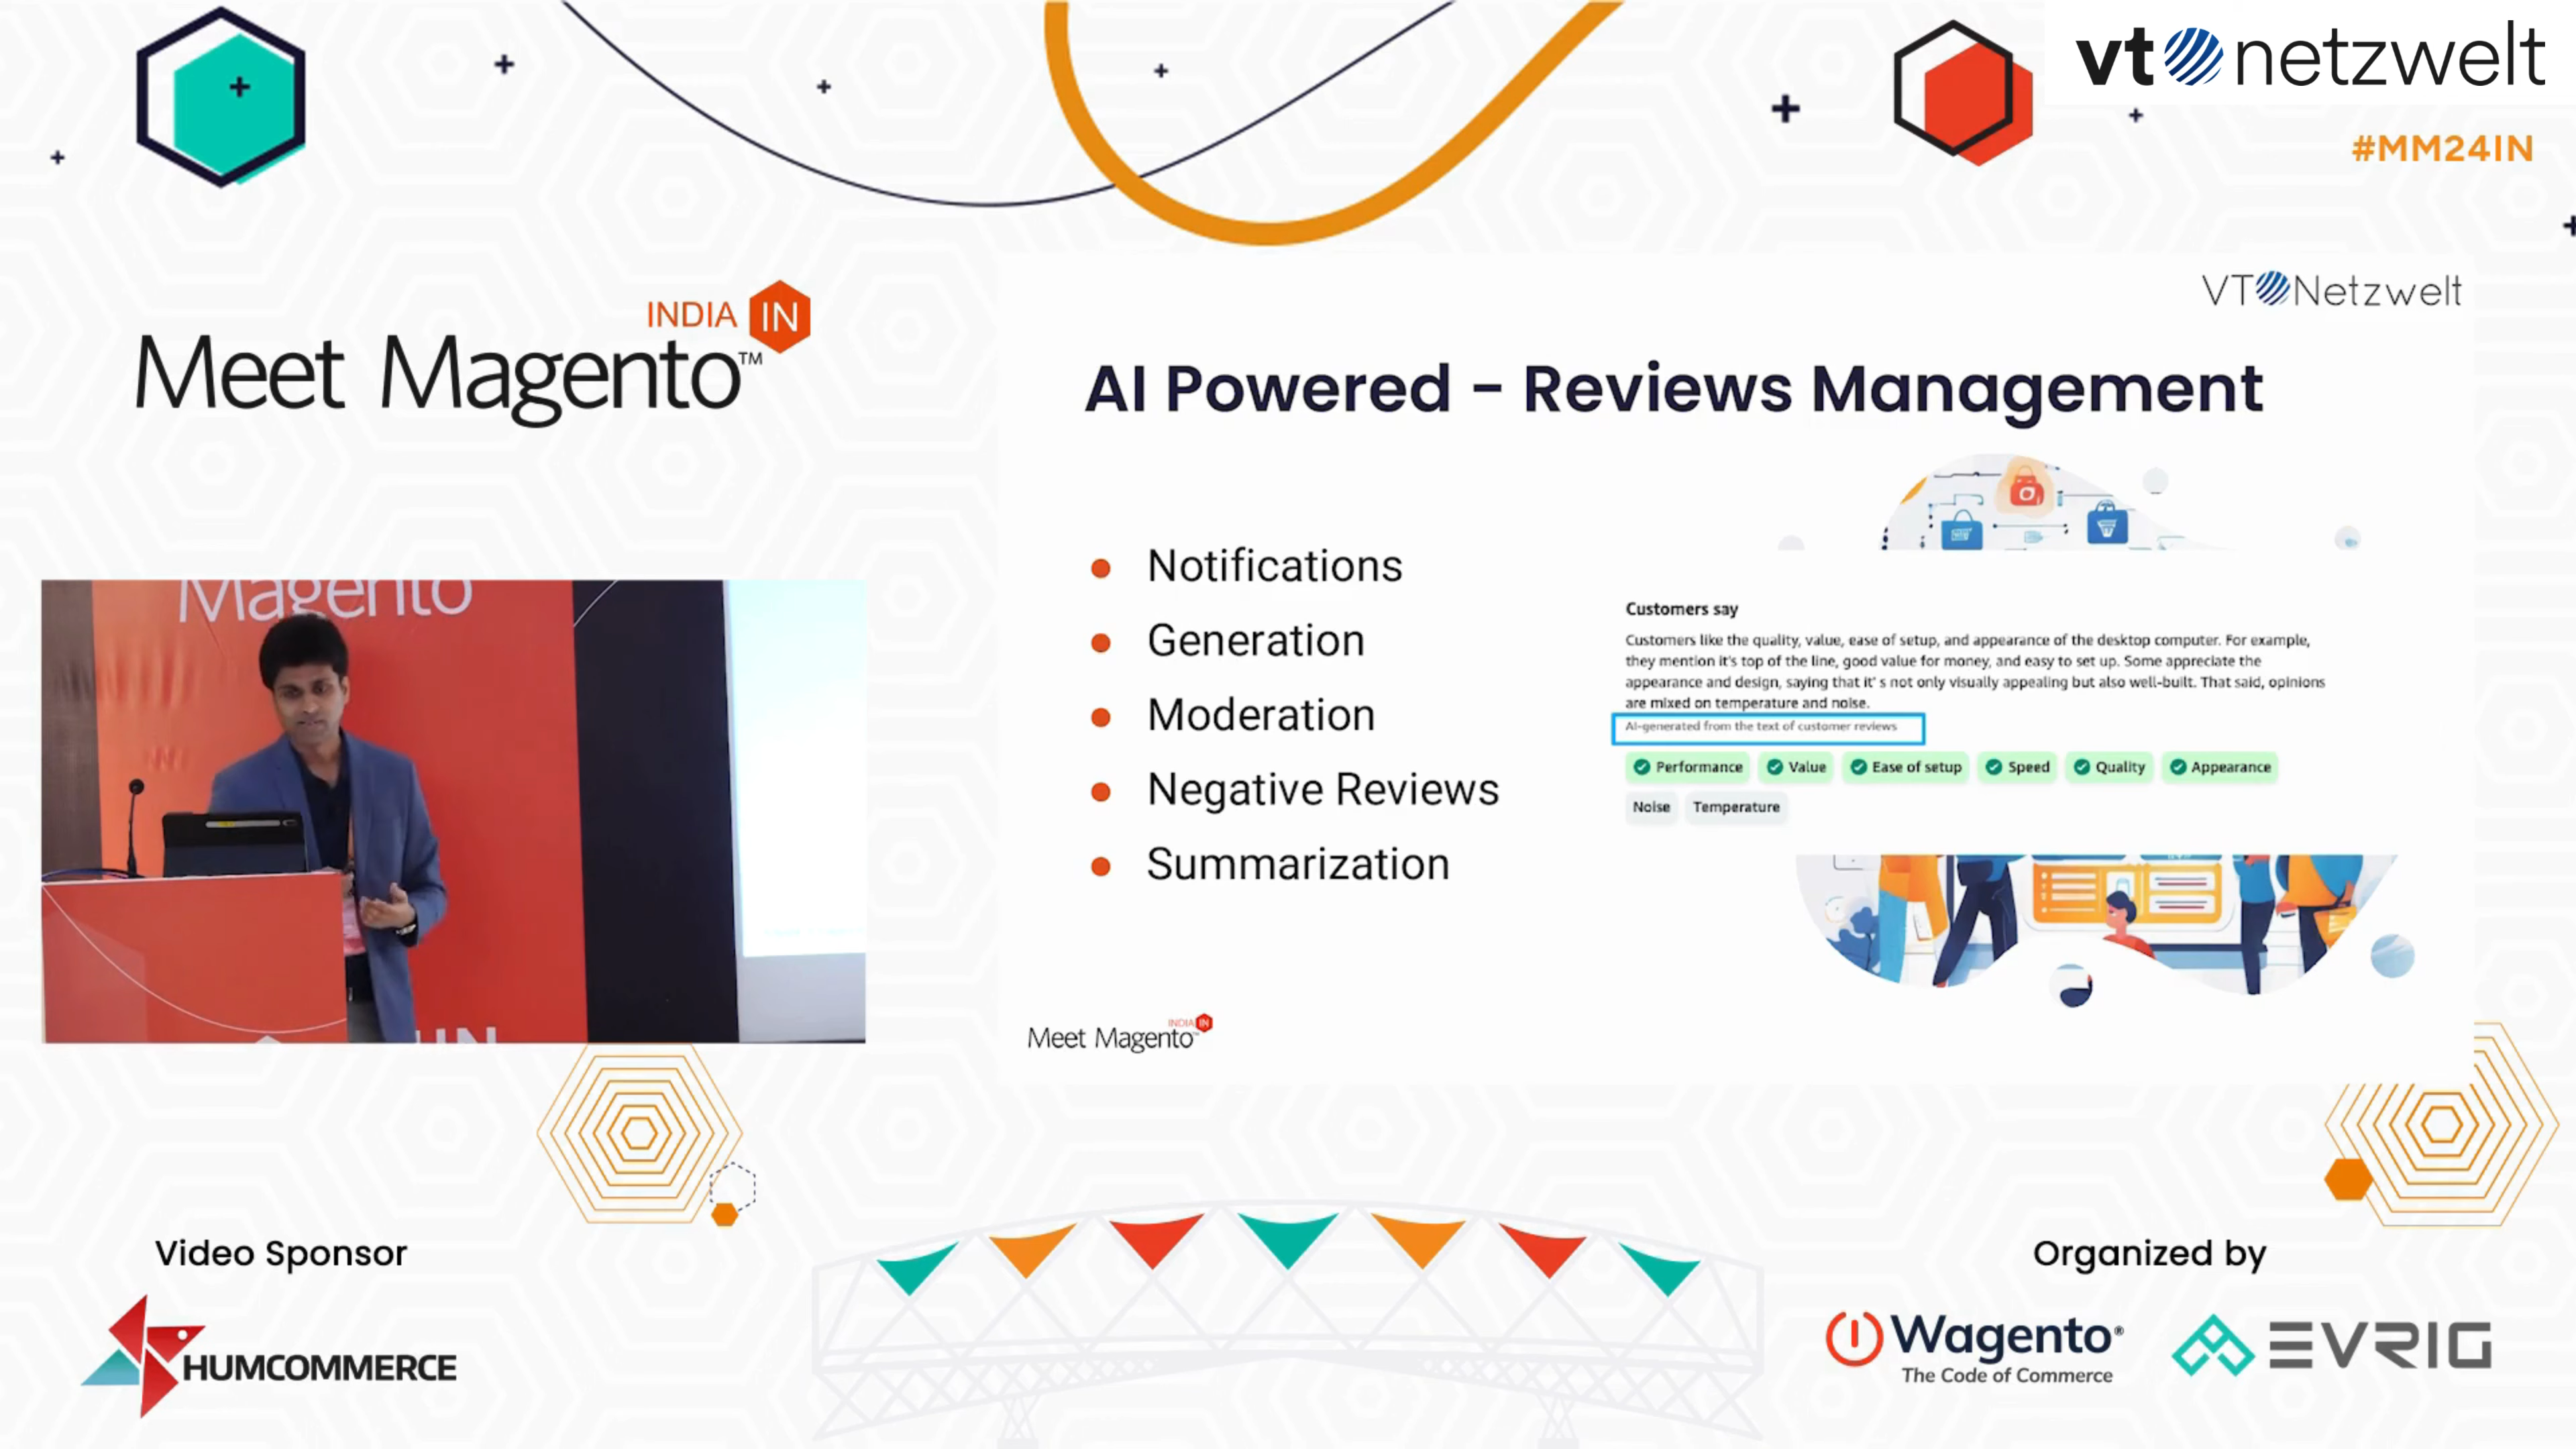 vt netzwelt
#MM24IN
INDIA IN
Meet Magento™
VT Netzwelt
AI Powered - Reviews Management
Notifications
Generation
Moderation
Negative Reviews
Summarization
Customers say
Customers like the quality, value, ease of setup, and appearance of the desktop computer. For example,
they mention it's top of the line, good value for money, and easy to set up. Some appreciate the
appearance and design, saying that it' s not only visually appealing but also well-built. That said, opinions
are mixed on temperature and noise.
AI-generated from the text of customer reviews
Performance Value Ease of setup Speed Quality Appearance
Noise Temperature
Magento
IN
INDIA IN
Meet Magento™
Video Sponsor
HUMCOMMERCE
Organized by
Wagento®
The Code of Commerce
EVRIG